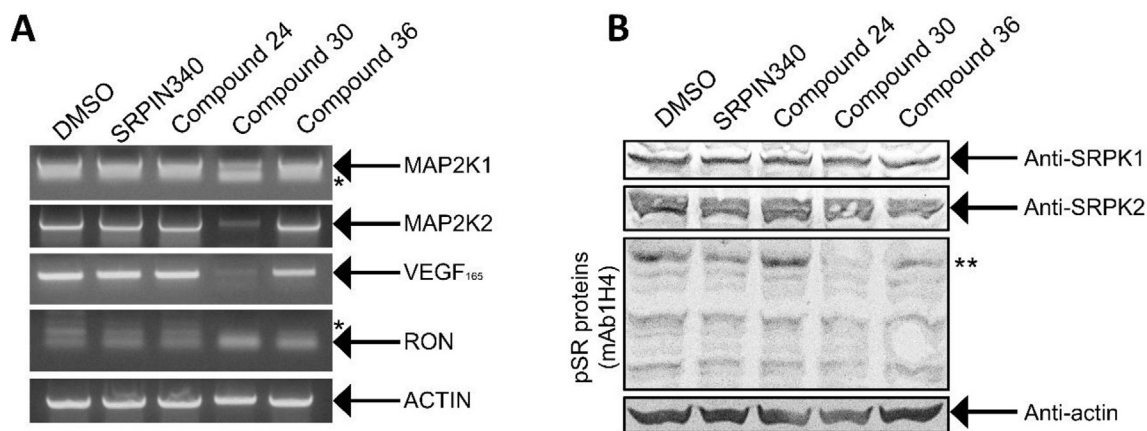 A
DMSO
SRPIN340
Compound 24
Compound 30
Compound 36
MAP2K1
*
MAP2K2
VEGF₁₆₅
*
RON
ACTIN
B
DMSO
SRPIN340
Compound 24
Compound 30
Compound 36
Anti-SRPK1
Anti-SRPK2
**
pSR proteins
(mAb1H4)
Anti-actin